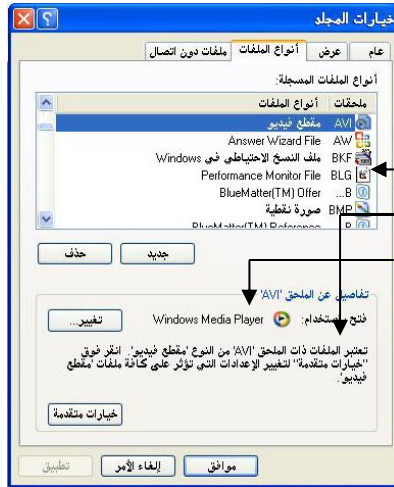 خيارات المجلد
عام عرض أنواع الملفات ملفات دون اتصال
أنواع الملفات المسجلة:
ملحقات أنواع الملفات
AVI مقطع فيديو
AW Answer Wizard File
BKF ملف النسخ الاحتياطي في Windows
BLG Performance Monitor File
B... BlueMatter(TM) Offer
BMP صورة نقطية
B... BlueMatter(TM) Reference
جديد حذف
تفاصيل عن الملحق 'AVI'
فتح باستخدام: Windows Media Player تغيير...
تعتبر الملفات ذات الملحق 'AVI' من النوع 'مقطع فيديو'. انقر فوق
"خيارات متقدمة" لتغيير الإعدادات التي تؤثر على كافة ملفات 'مقطع
فيديو'.
خيارات متقدمة
موافق إلغاء الأمر تطبيق